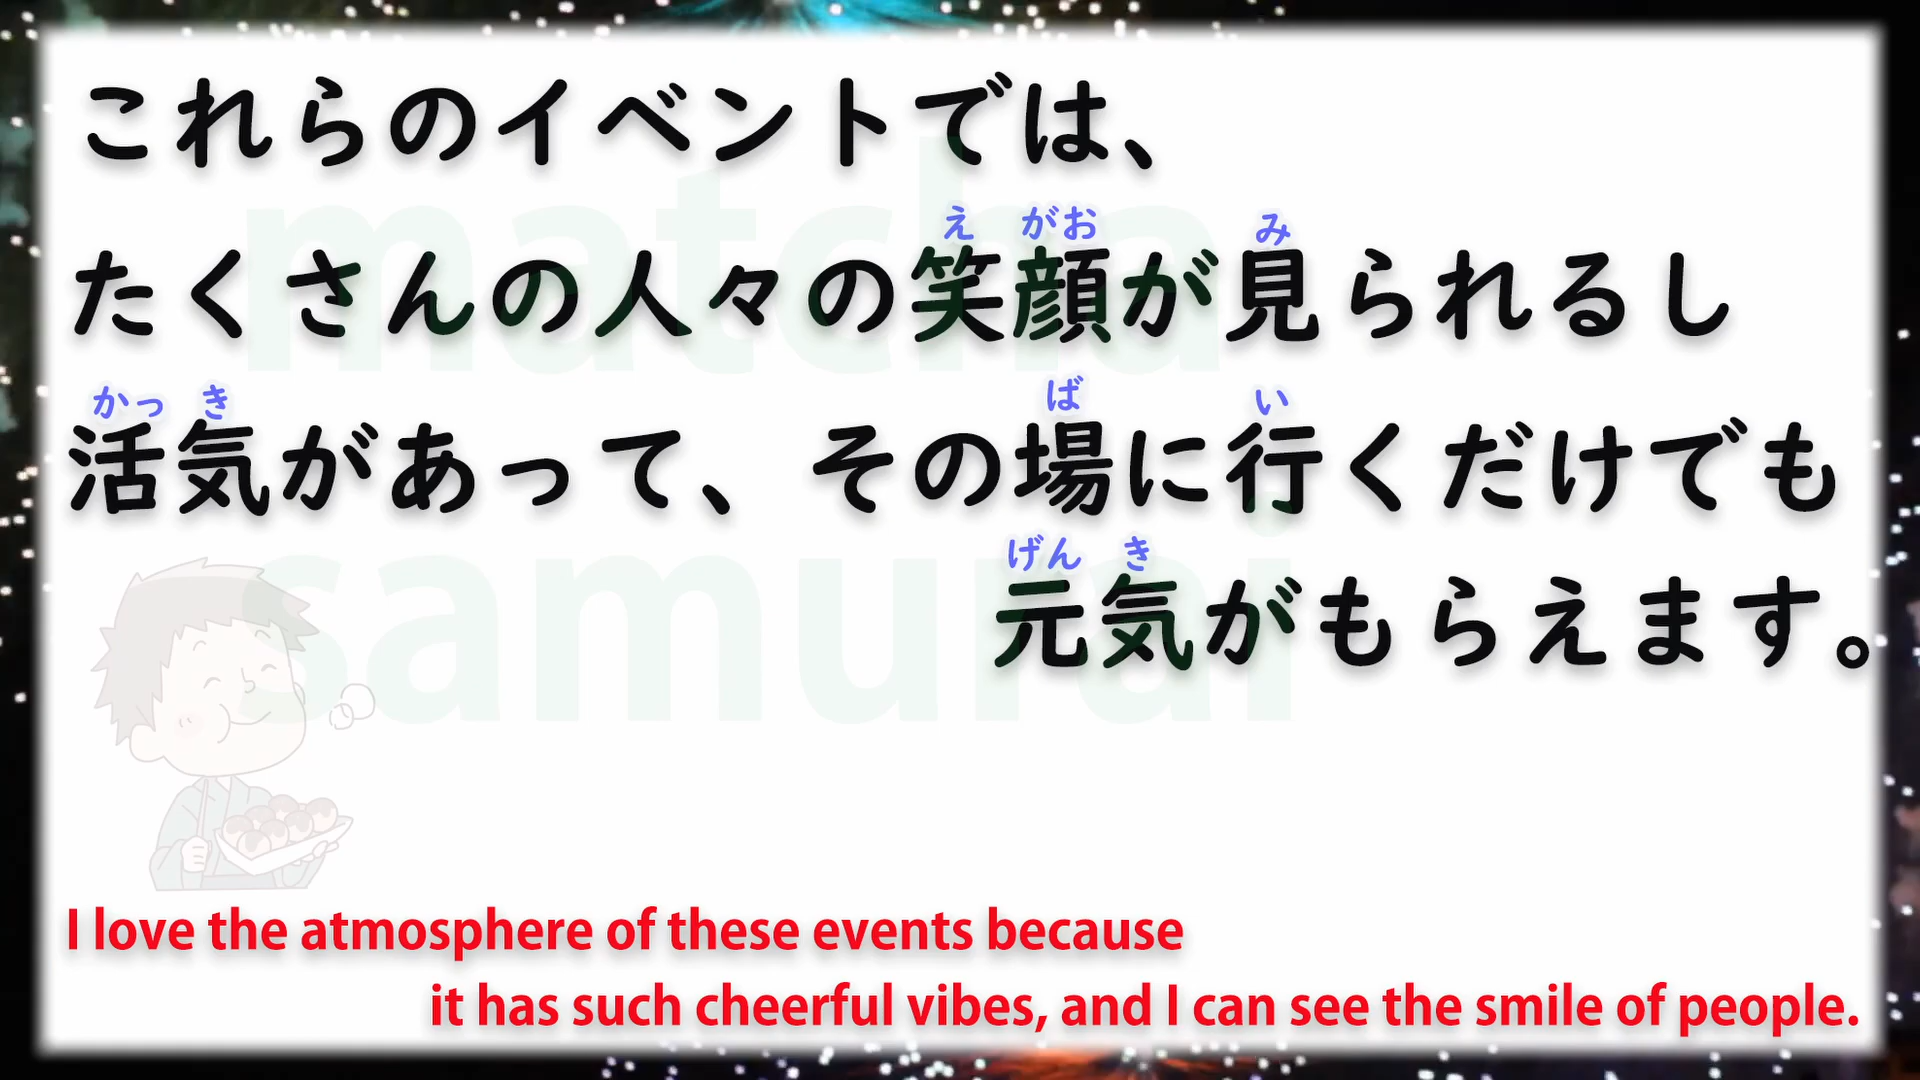 これらのイベントでは、
えがお み
たくさんの人々の笑顔が見られるし
かっき ば い
活気があって、その場に行くだけでも
げんき
元気がもらえます。
matcha
samurai
I love the atmosphere of these events because
it has such cheerful vibes, and I can see the smile of people.